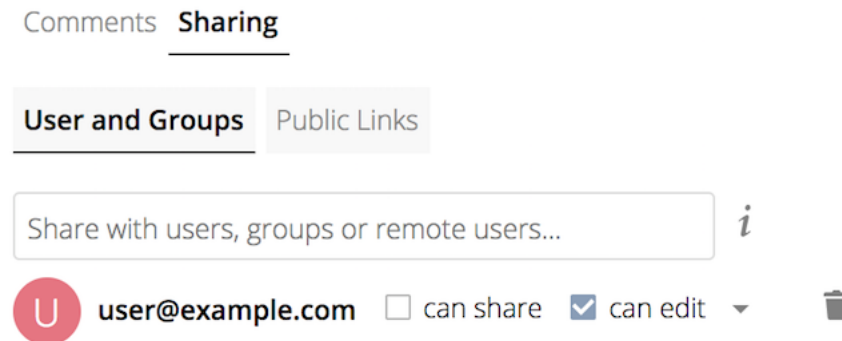 Comments Sharing
User and Groups Public Links
Share with users, groups or remote users...
i
U user@example.com can share can edit